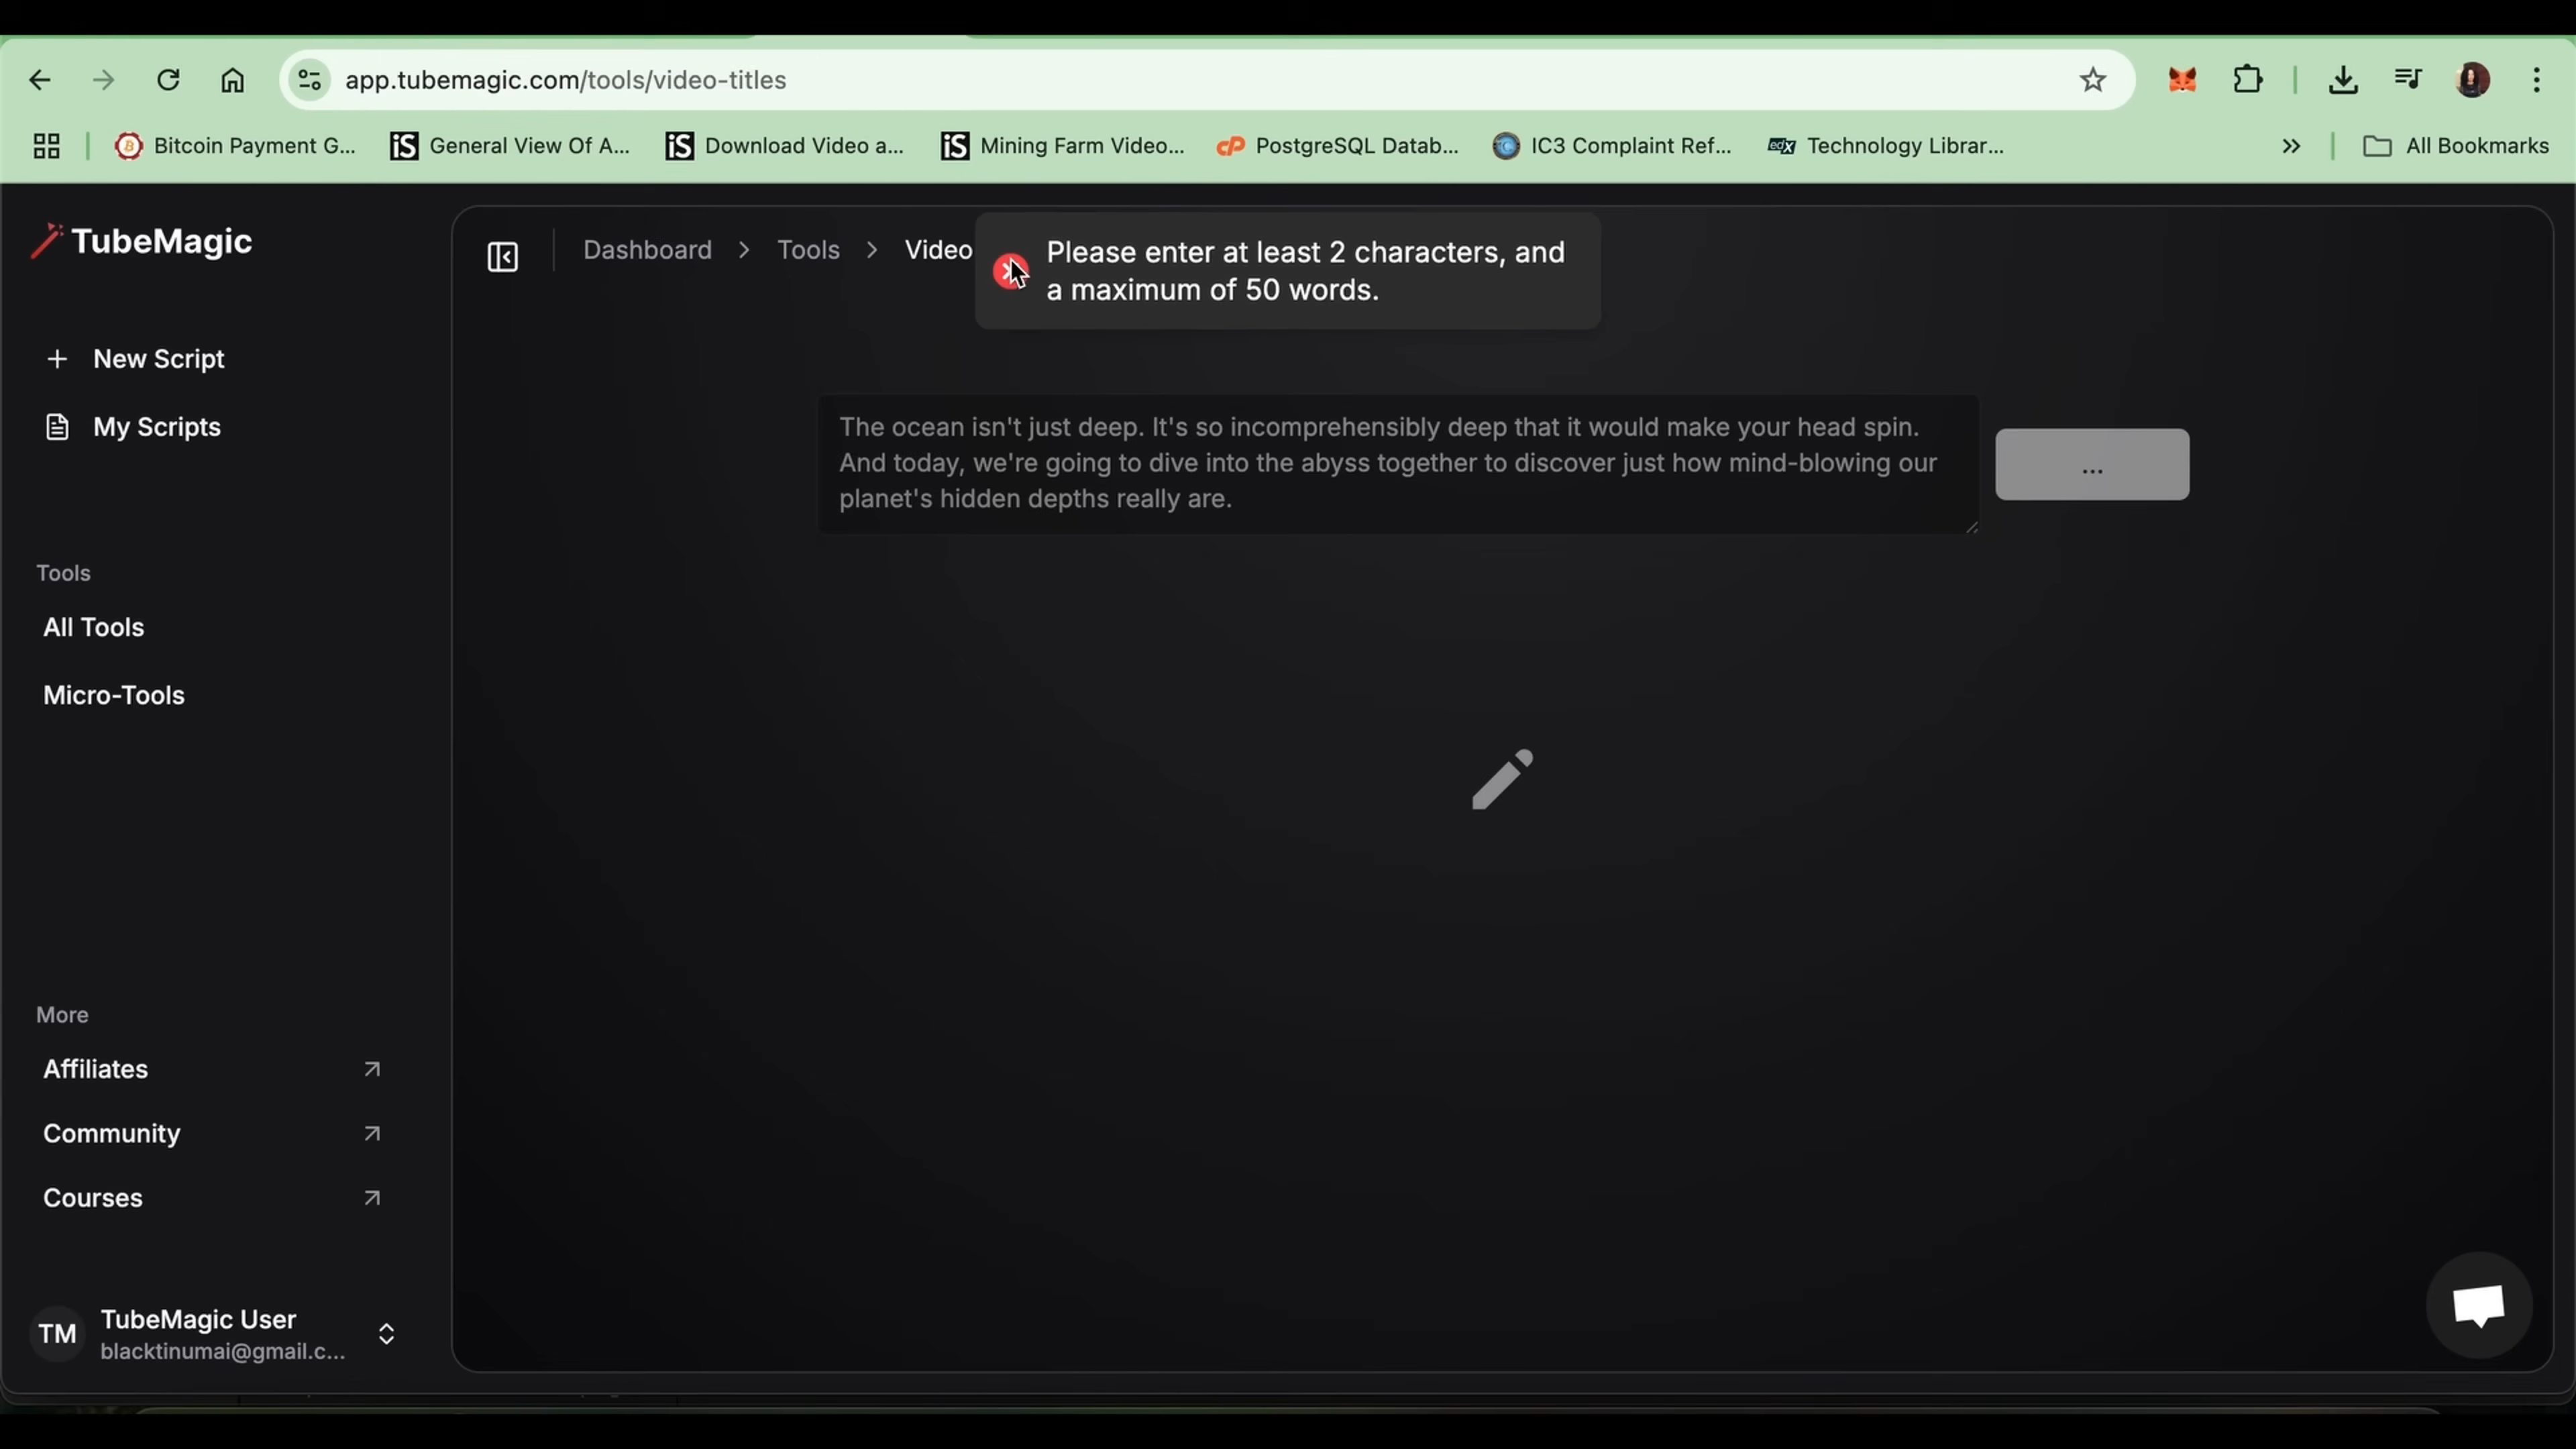 app.tubemagic.com/tools/video-titles
Bitcoin Payment G...
General View Of A...
Download Video a...
Mining Farm Video...
PostgreSQL Datab...
IC3 Complaint Ref...
Technology Librar...
All Bookmarks
TubeMagic
Dashboard > Tools > Video
Please enter at least 2 characters, and
a maximum of 50 words.
New Script
My Scripts
The ocean isn't just deep. It's so incomprehensibly deep that it would make your head spin.
And today, we're going to dive into the abyss together to discover just how mind-blowing our
planet's hidden depths really are.
...
Tools
All Tools
Micro-Tools
More
Affiliates
Community
Courses
TM
TubeMagic User
blacktinumai@gmail.c...